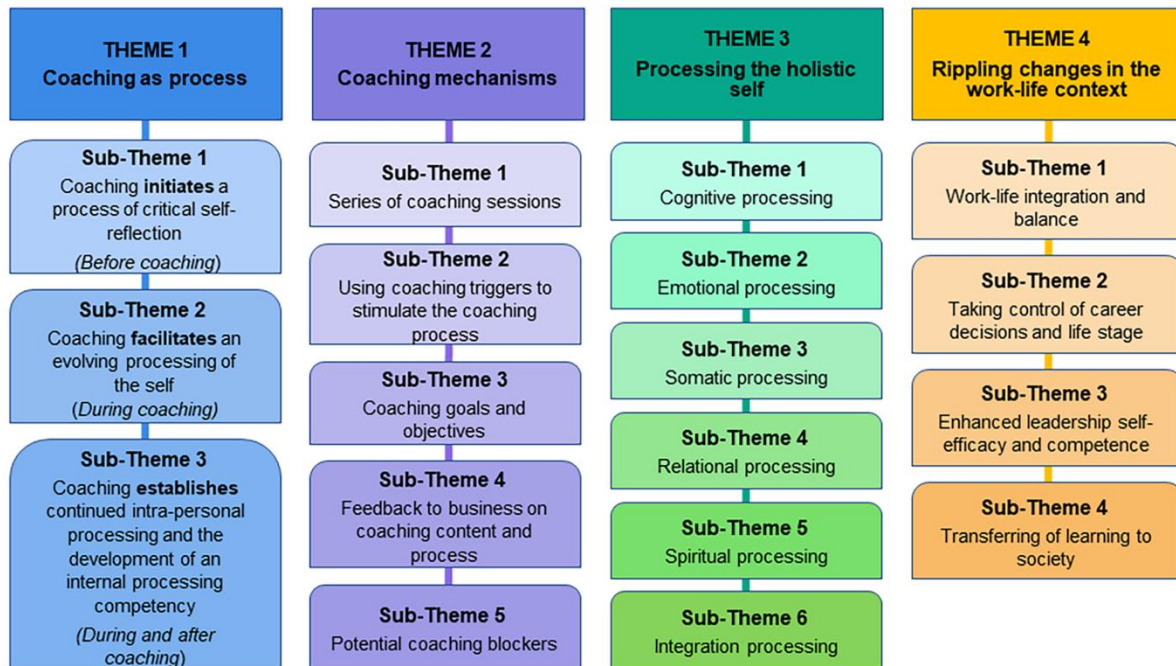 THEME 1
Coaching as process
Sub-Theme 1
Coaching initiates a
process of critical self-
reflection
(Before coaching)
Sub-Theme 2
Coaching facilitates an
evolving processing of
the self
(During coaching)
Sub-Theme 3
Coaching establishes
continued intra-personal
processing and the
development of an
internal processing
competency
(During and after
coaching)
THEME 2
Coaching mechanisms
Sub-Theme 1
Series of coaching sessions
Sub-Theme 2
Using coaching triggers to
stimulate the coaching
process
Sub-Theme 3
Coaching goals and
objectives
Sub-Theme 4
Feedback to business on
coaching content and
process
Sub-Theme 5
Potential coaching blockers
THEME 3
Processing the holistic
self
Sub-Theme 1
Cognitive processing
Sub-Theme 2
Emotional processing
Sub-Theme 3
Somatic processing
Sub-Theme 4
Relational processing
Sub-Theme 5
Spiritual processing
Sub-Theme 6
Integration processing
THEME 4
Rippling changes in the
work-life context
Sub-Theme 1
Work-life integration and
balance
Sub-Theme 2
Taking control of career
decisions and life stage
Sub-Theme 3
Enhanced leadership self-
efficacy and competence
Sub-Theme 4
Transferring of learning to
society